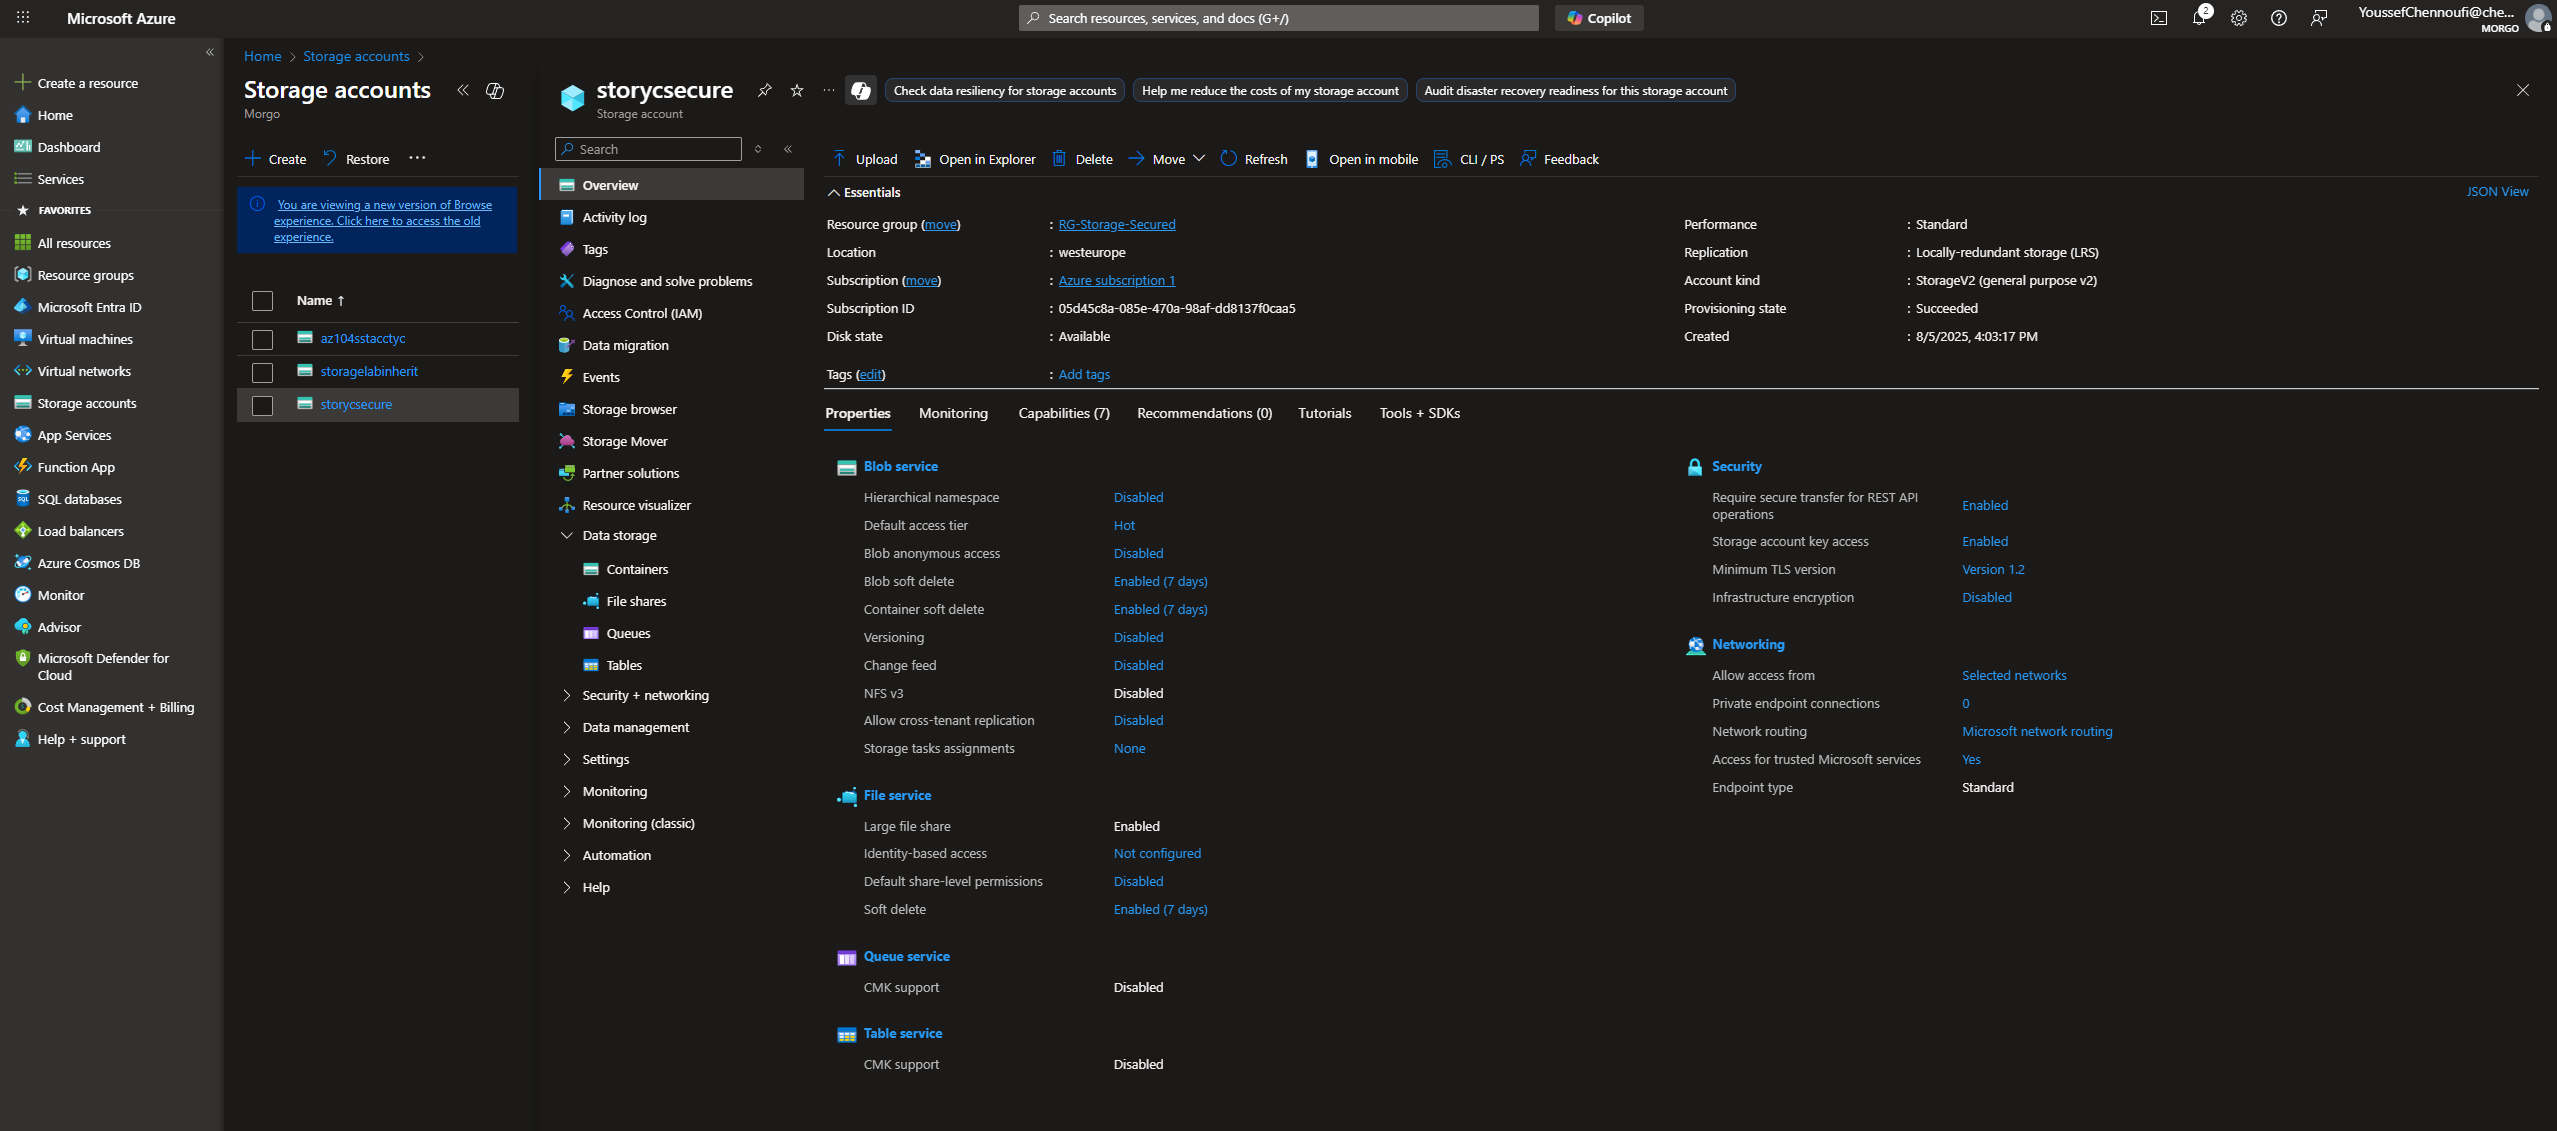 Microsoft Azure
Search resources, services, and docs (G+/)
Copilot
2
YoussefChennoufi@che...
MORGO
Create a resource
Home
Dashboard
Services
FAVORITES
All resources
Resource groups
Microsoft Entra ID
Virtual machines
Virtual networks
Storage accounts
App Services
Function App
SQL databases
Load balancers
Azure Cosmos DB
Monitor
Advisor
Microsoft Defender for
Cloud
Cost Management + Billing
Help + support
Home > Storage accounts >
Storage accounts
Morgo
Create
Restore
You are viewing a new version of Browse
experience. Click here to access the old
experience.
Name ↑
az104sstacctyc
storagelabinherit
storycsecure
storycsecure
Storage account
Check data resiliency for storage accounts
Help me reduce the costs of my storage account
Audit disaster recovery readiness for this storage account
Search
Overview
Activity log
Tags
Diagnose and solve problems
Access Control (IAM)
Data migration
Events
Storage browser
Storage Mover
Partner solutions
Resource visualizer
Data storage
Containers
File shares
Queues
Tables
Security + networking
Data management
Settings
Monitoring
Monitoring (classic)
Automation
Help
Upload
Open in Explorer
Delete
Move
Refresh
Open in mobile
CLI / PS
Feedback
Essentials
JSON View
Resource group (move) : RG-Storage-Secured
Location : westeurope
Subscription (move) : Azure subscription 1
Subscription ID : 05d45c8a-085e-470a-98af-dd8137f0caa5
Disk state : Available
Performance : Standard
Replication : Locally-redundant storage (LRS)
Account kind : StorageV2 (general purpose v2)
Provisioning state : Succeeded
Created : 8/5/2025, 4:03:17 PM
Tags (edit) : Add tags
Properties
Monitoring
Capabilities (7)
Recommendations (0)
Tutorials
Tools + SDKs
Blob service
Hierarchical namespace Disabled
Default access tier Hot
Blob anonymous access Disabled
Blob soft delete Enabled (7 days)
Container soft delete Enabled (7 days)
Versioning Disabled
Change feed Disabled
NFS v3 Disabled
Allow cross-tenant replication Disabled
Storage tasks assignments None
File service
Large file share Enabled
Identity-based access Not configured
Default share-level permissions Disabled
Soft delete Enabled (7 days)
Queue service
CMK support Disabled
Table service
CMK support Disabled
Security
Require secure transfer for REST API
operations Enabled
Storage account key access Enabled
Minimum TLS version Version 1.2
Infrastructure encryption Disabled
Networking
Allow access from Selected networks
Private endpoint connections 0
Network routing Microsoft network routing
Access for trusted Microsoft services Yes
Endpoint type Standard